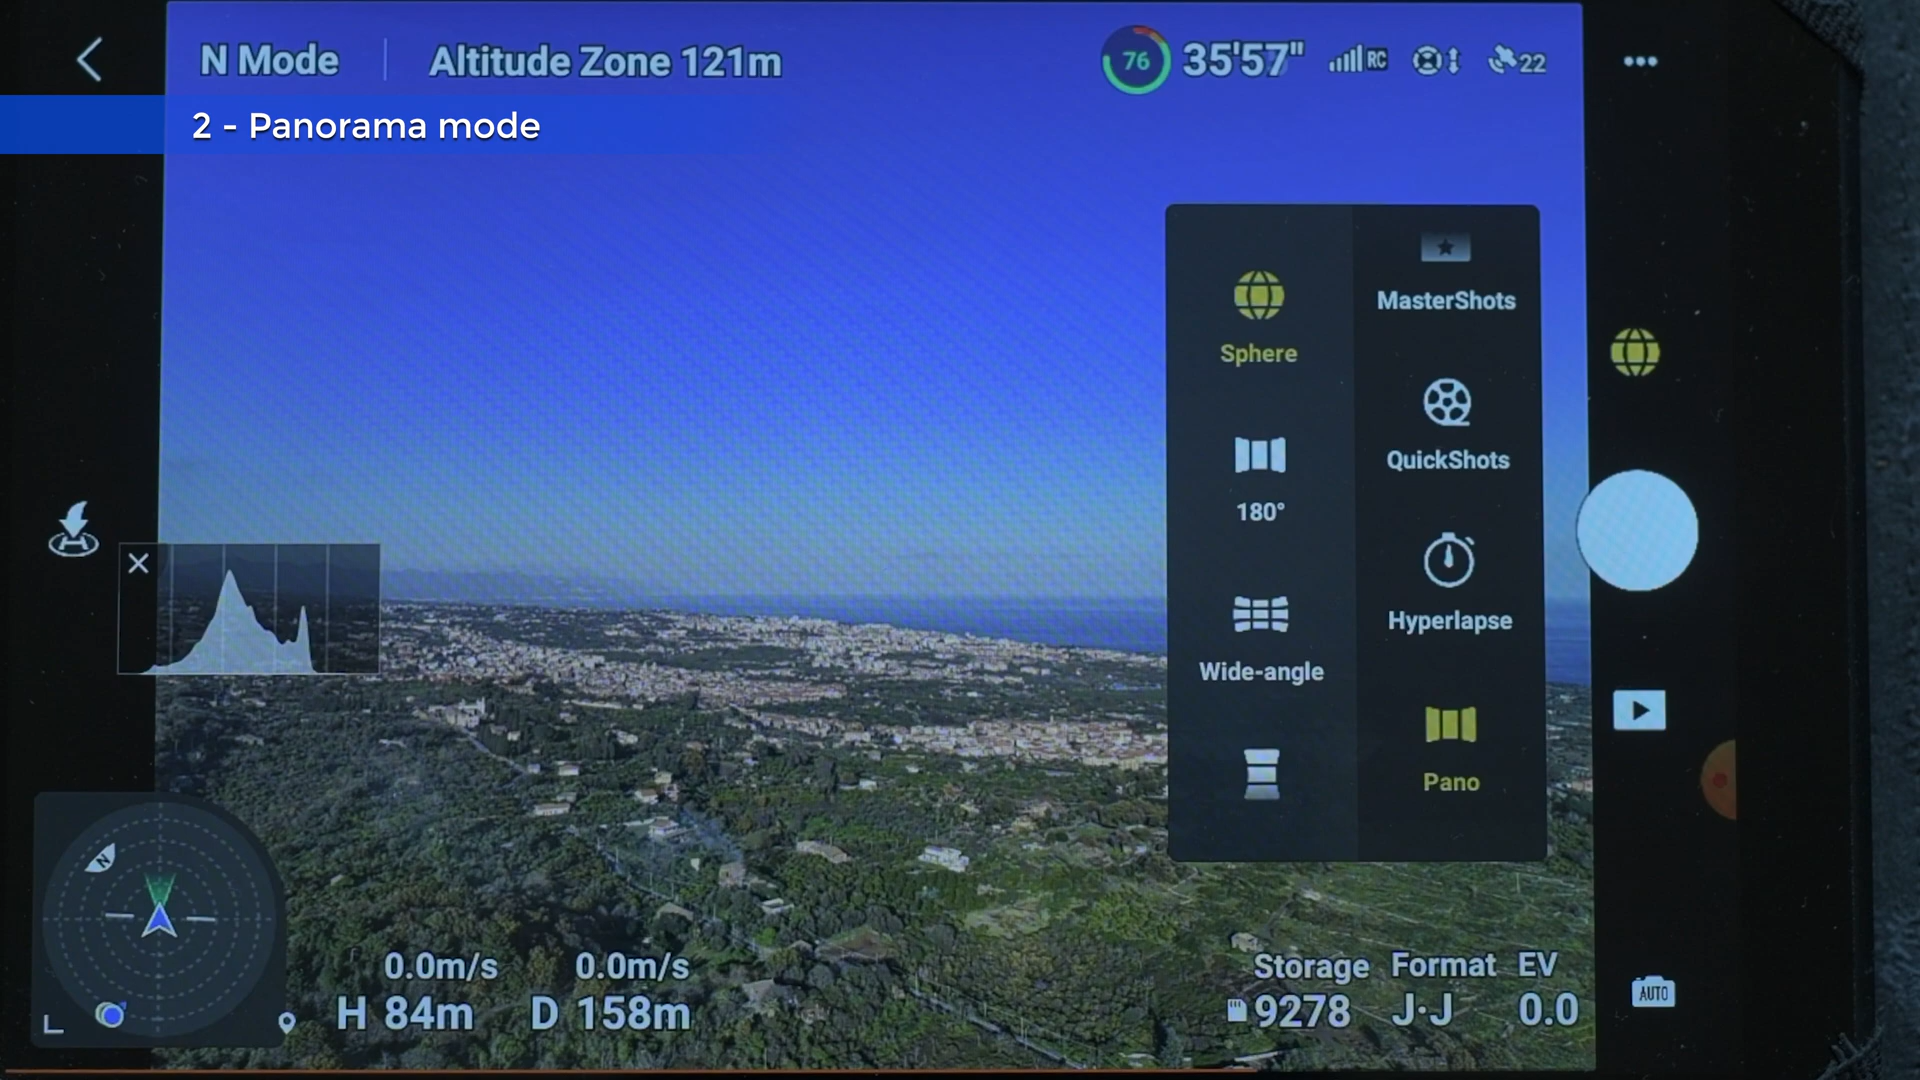 N Mode
Altitude Zone 121m
76
35'57"
RC
22
2 - Panorama mode
Sphere
MasterShots
180°
QuickShots
Wide-angle
Hyperlapse
Pano
N
0.0m/s
0.0m/s
H 84m
D 158m
Storage
Format
EV
9278
J·J
0.0
AUTO